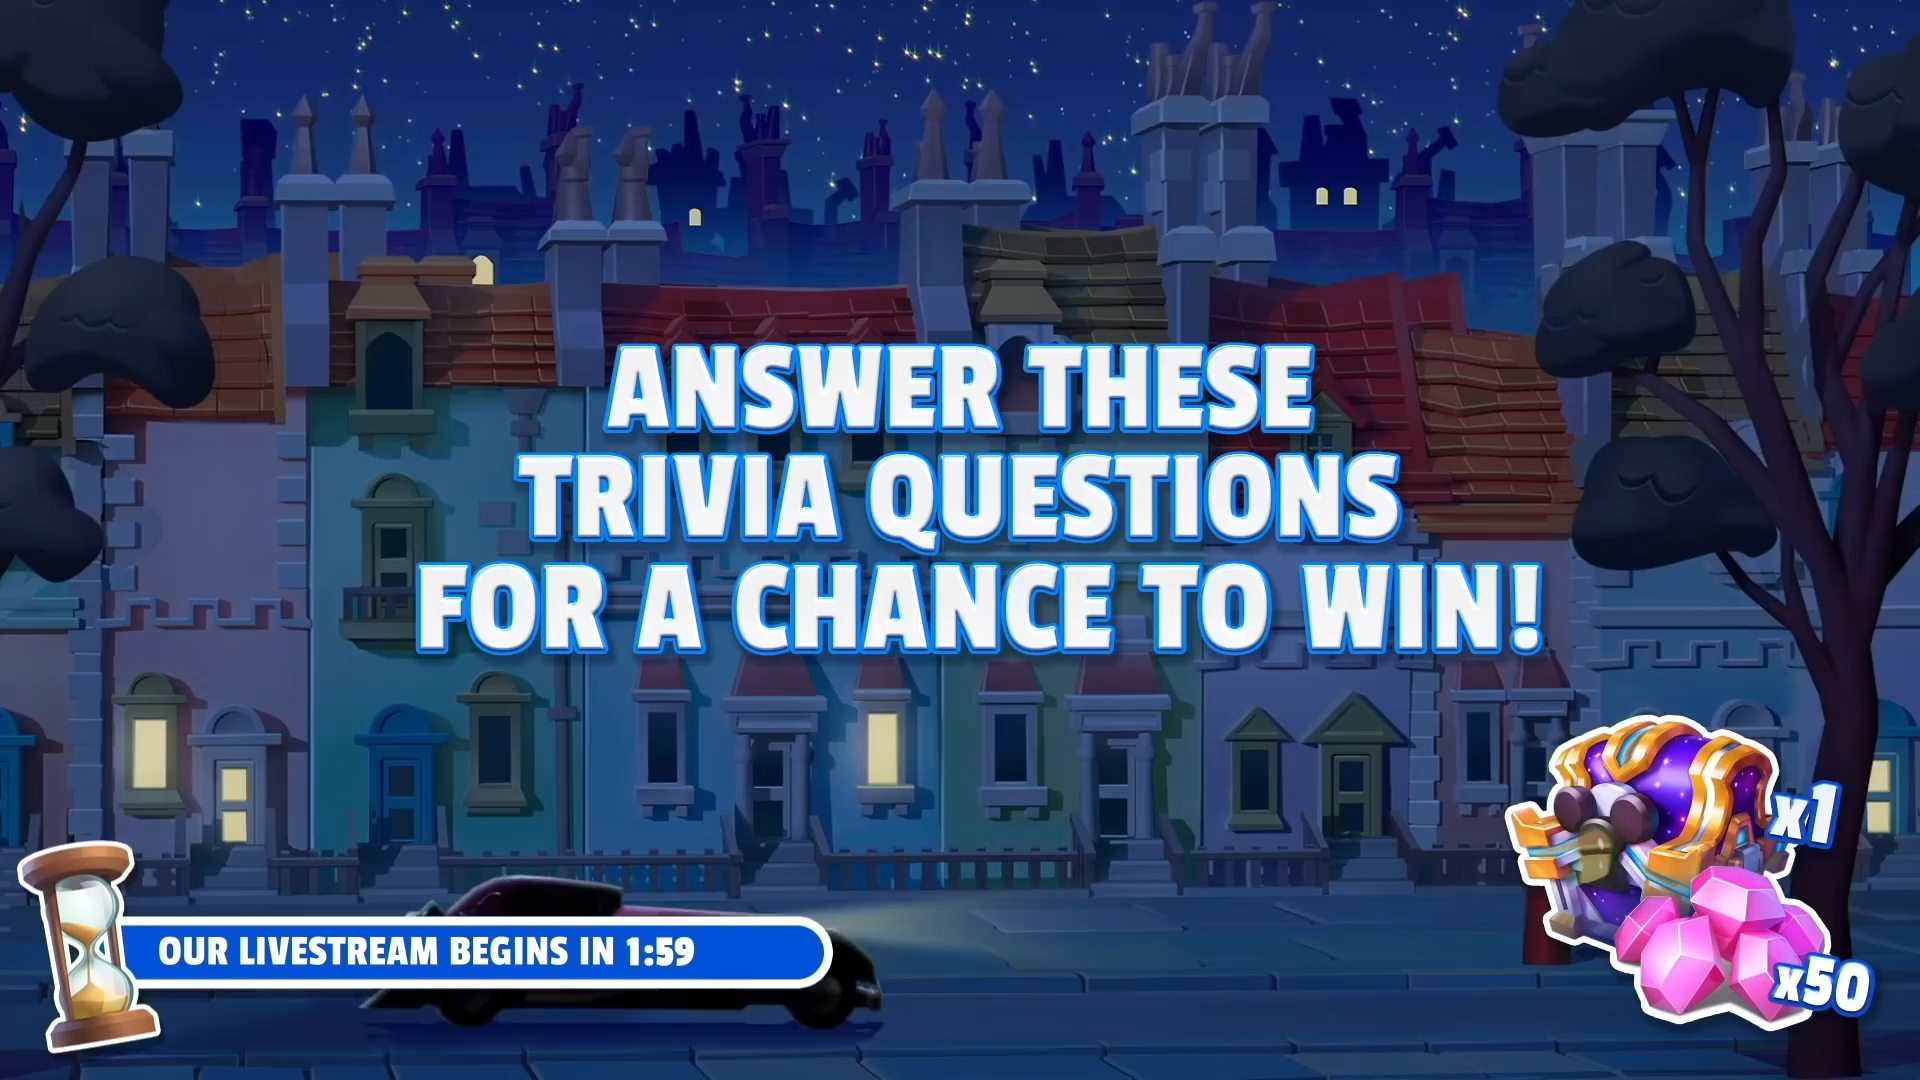 ANSWER THESE
TRIVIA QUESTIONS
FOR A CHANCE TO WIN!
x1
OUR LIVESTREAM BEGINS IN 1:59
x50